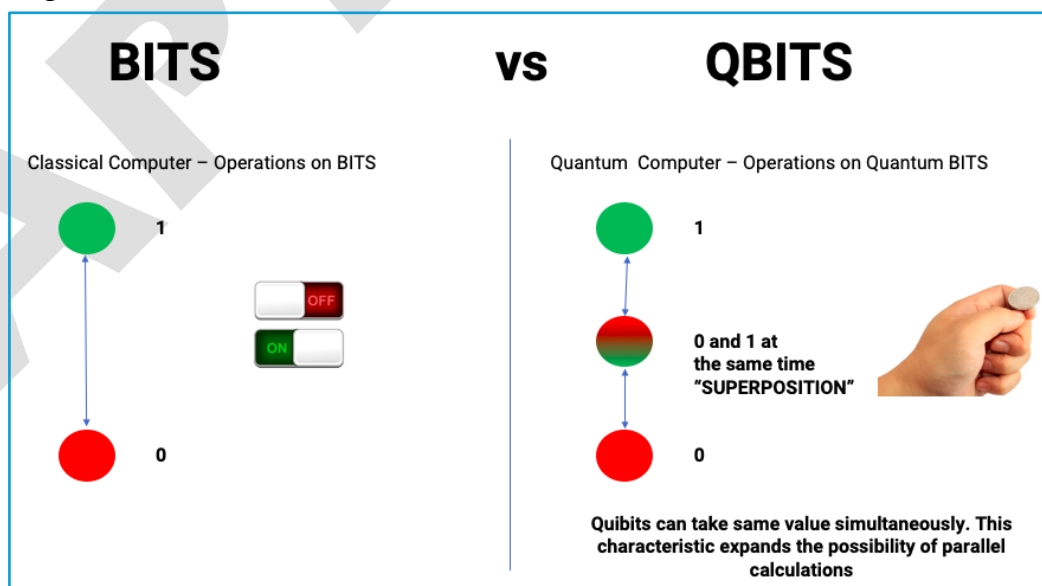 BITS vs QBITS
Classical Computer – Operations on BITS
1
OFF
ON
0
Quantum Computer – Operations on Quantum BITS
1
0 and 1 at
the same time
“SUPERPOSITION”
0
Quibits can take same value simultaneously. This
characteristic expands the possibility of parallel
calculations